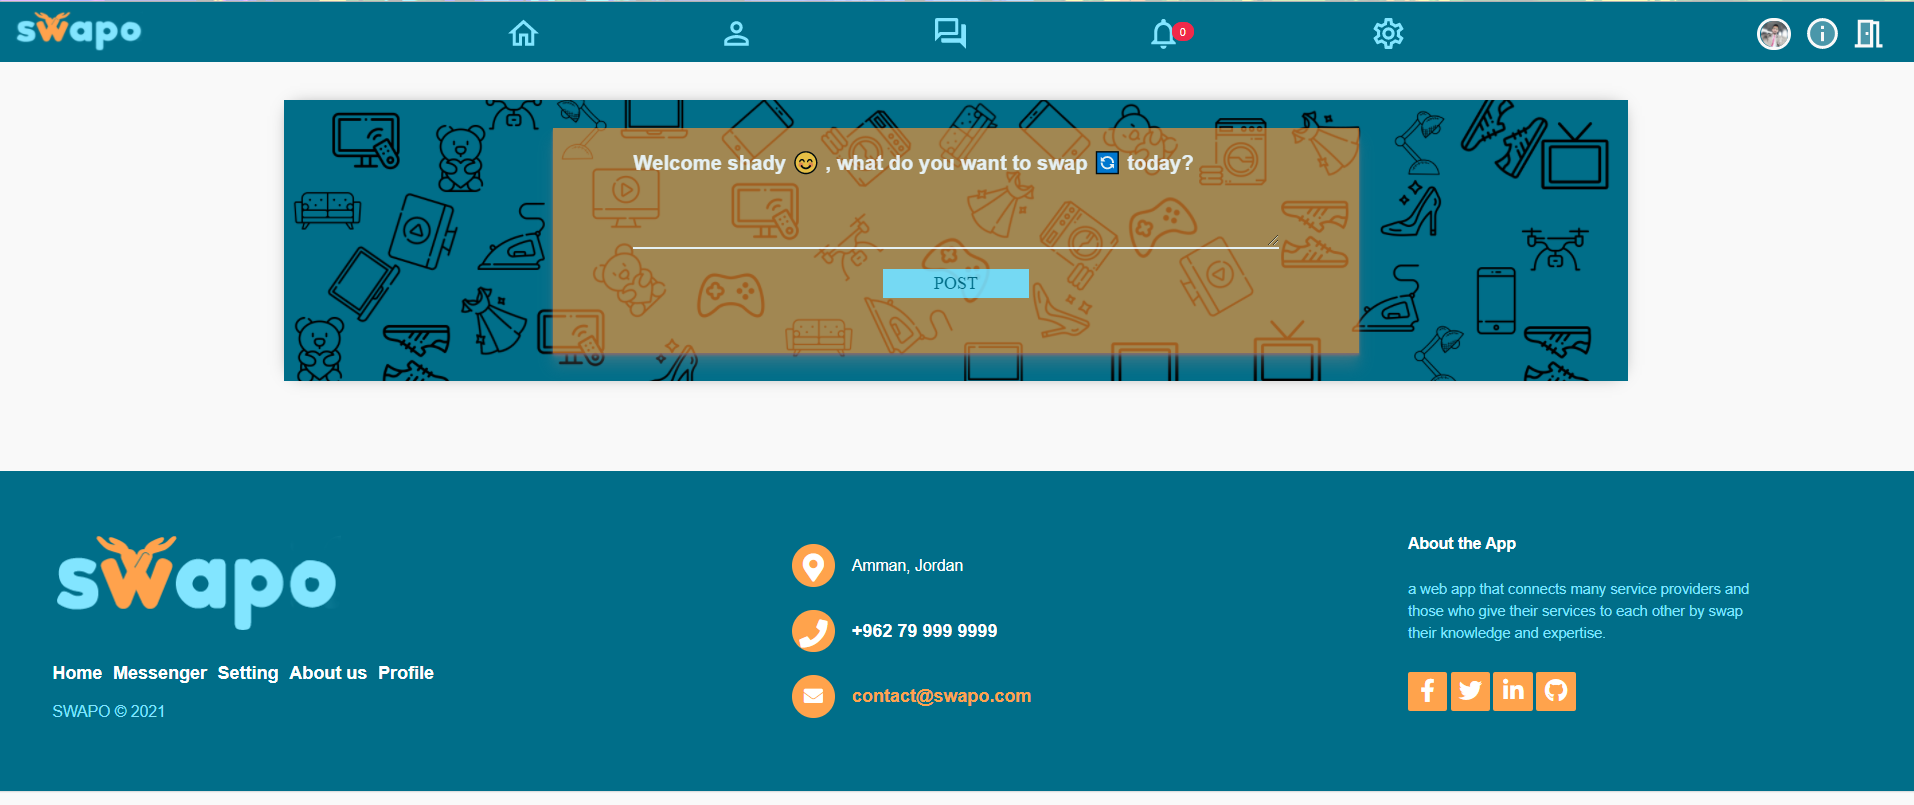 swapo
0
Welcome shady 😊 , what do you want to swap 🔄 today?
POST
swapo
Home Messenger Setting About us Profile
SWAPO © 2021
Amman, Jordan
+962 79 999 9999
contact@swapo.com
About the App
a web app that connects many service providers and
those who give their services to each other by swap
their knowledge and expertise.